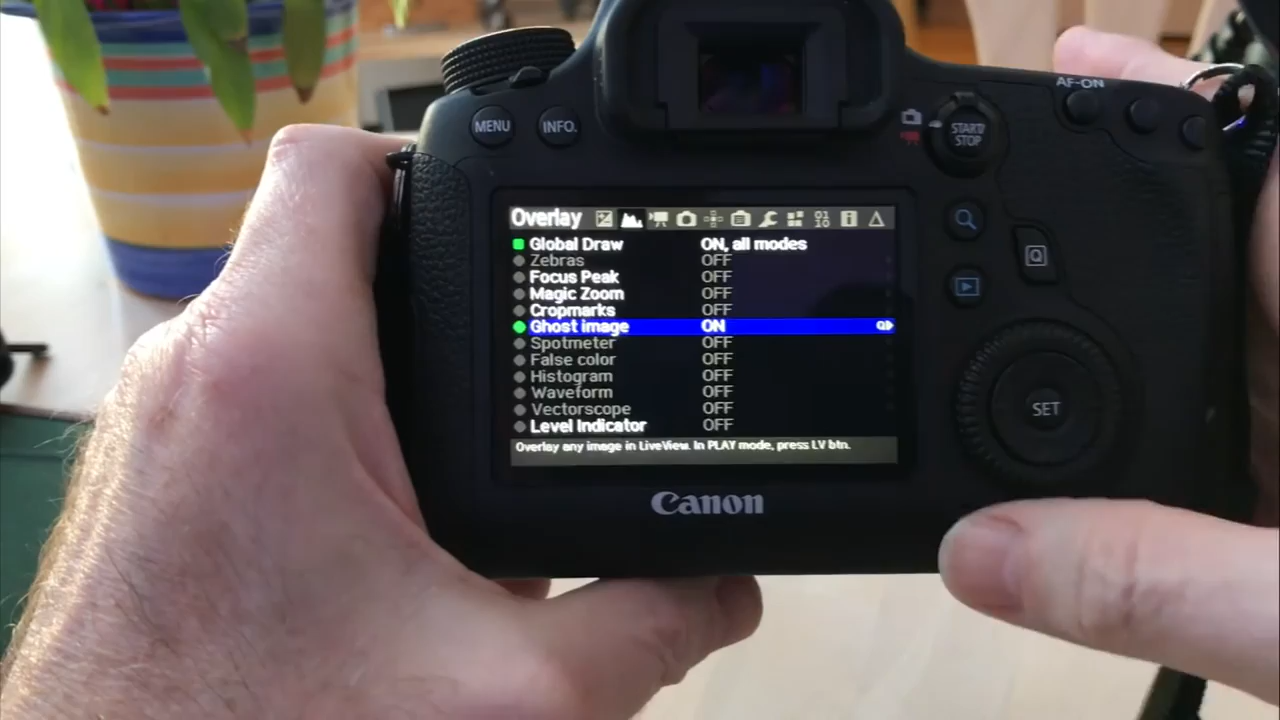 AF-ON
MENU INFO. START/ STOP
Overlay
Global Draw ON, all modes
Zebras OFF
Focus Peak OFF
Magic Zoom OFF
Cropmarks OFF
Ghost image ON Q
Spotmeter OFF
False color OFF
Histogram OFF
Waveform OFF
Vectorscope OFF
Level Indicator OFF
Overlay any image in LiveView. In PLAY mode, press LV btn.
Q
SET
Canon